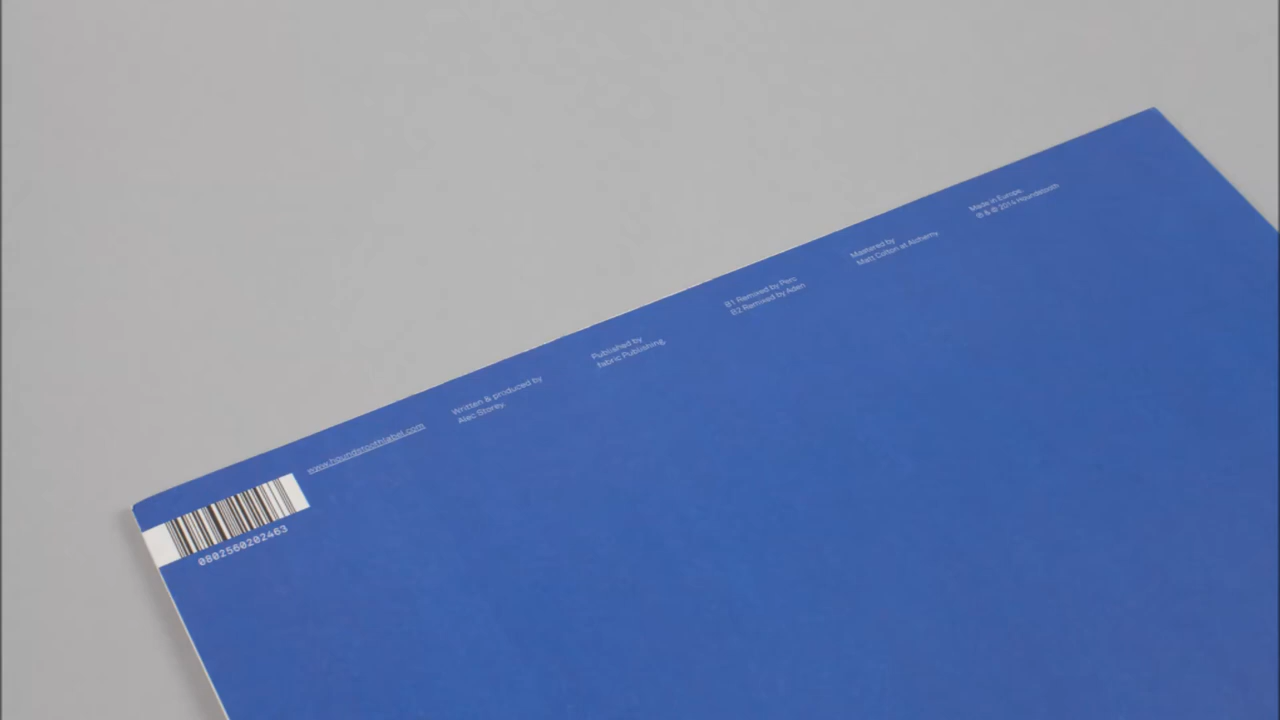 0802560202463
www.houndstoothlabel.com
Written & produced by
Alec Storey.
Published by
fabric Publishing.
B1 Remixed by Perc
B2 Remixed by Aden
Mastered by
Matt Colton at Alchemy.
Made in Europe.
℗ & © 2014 Houndstooth